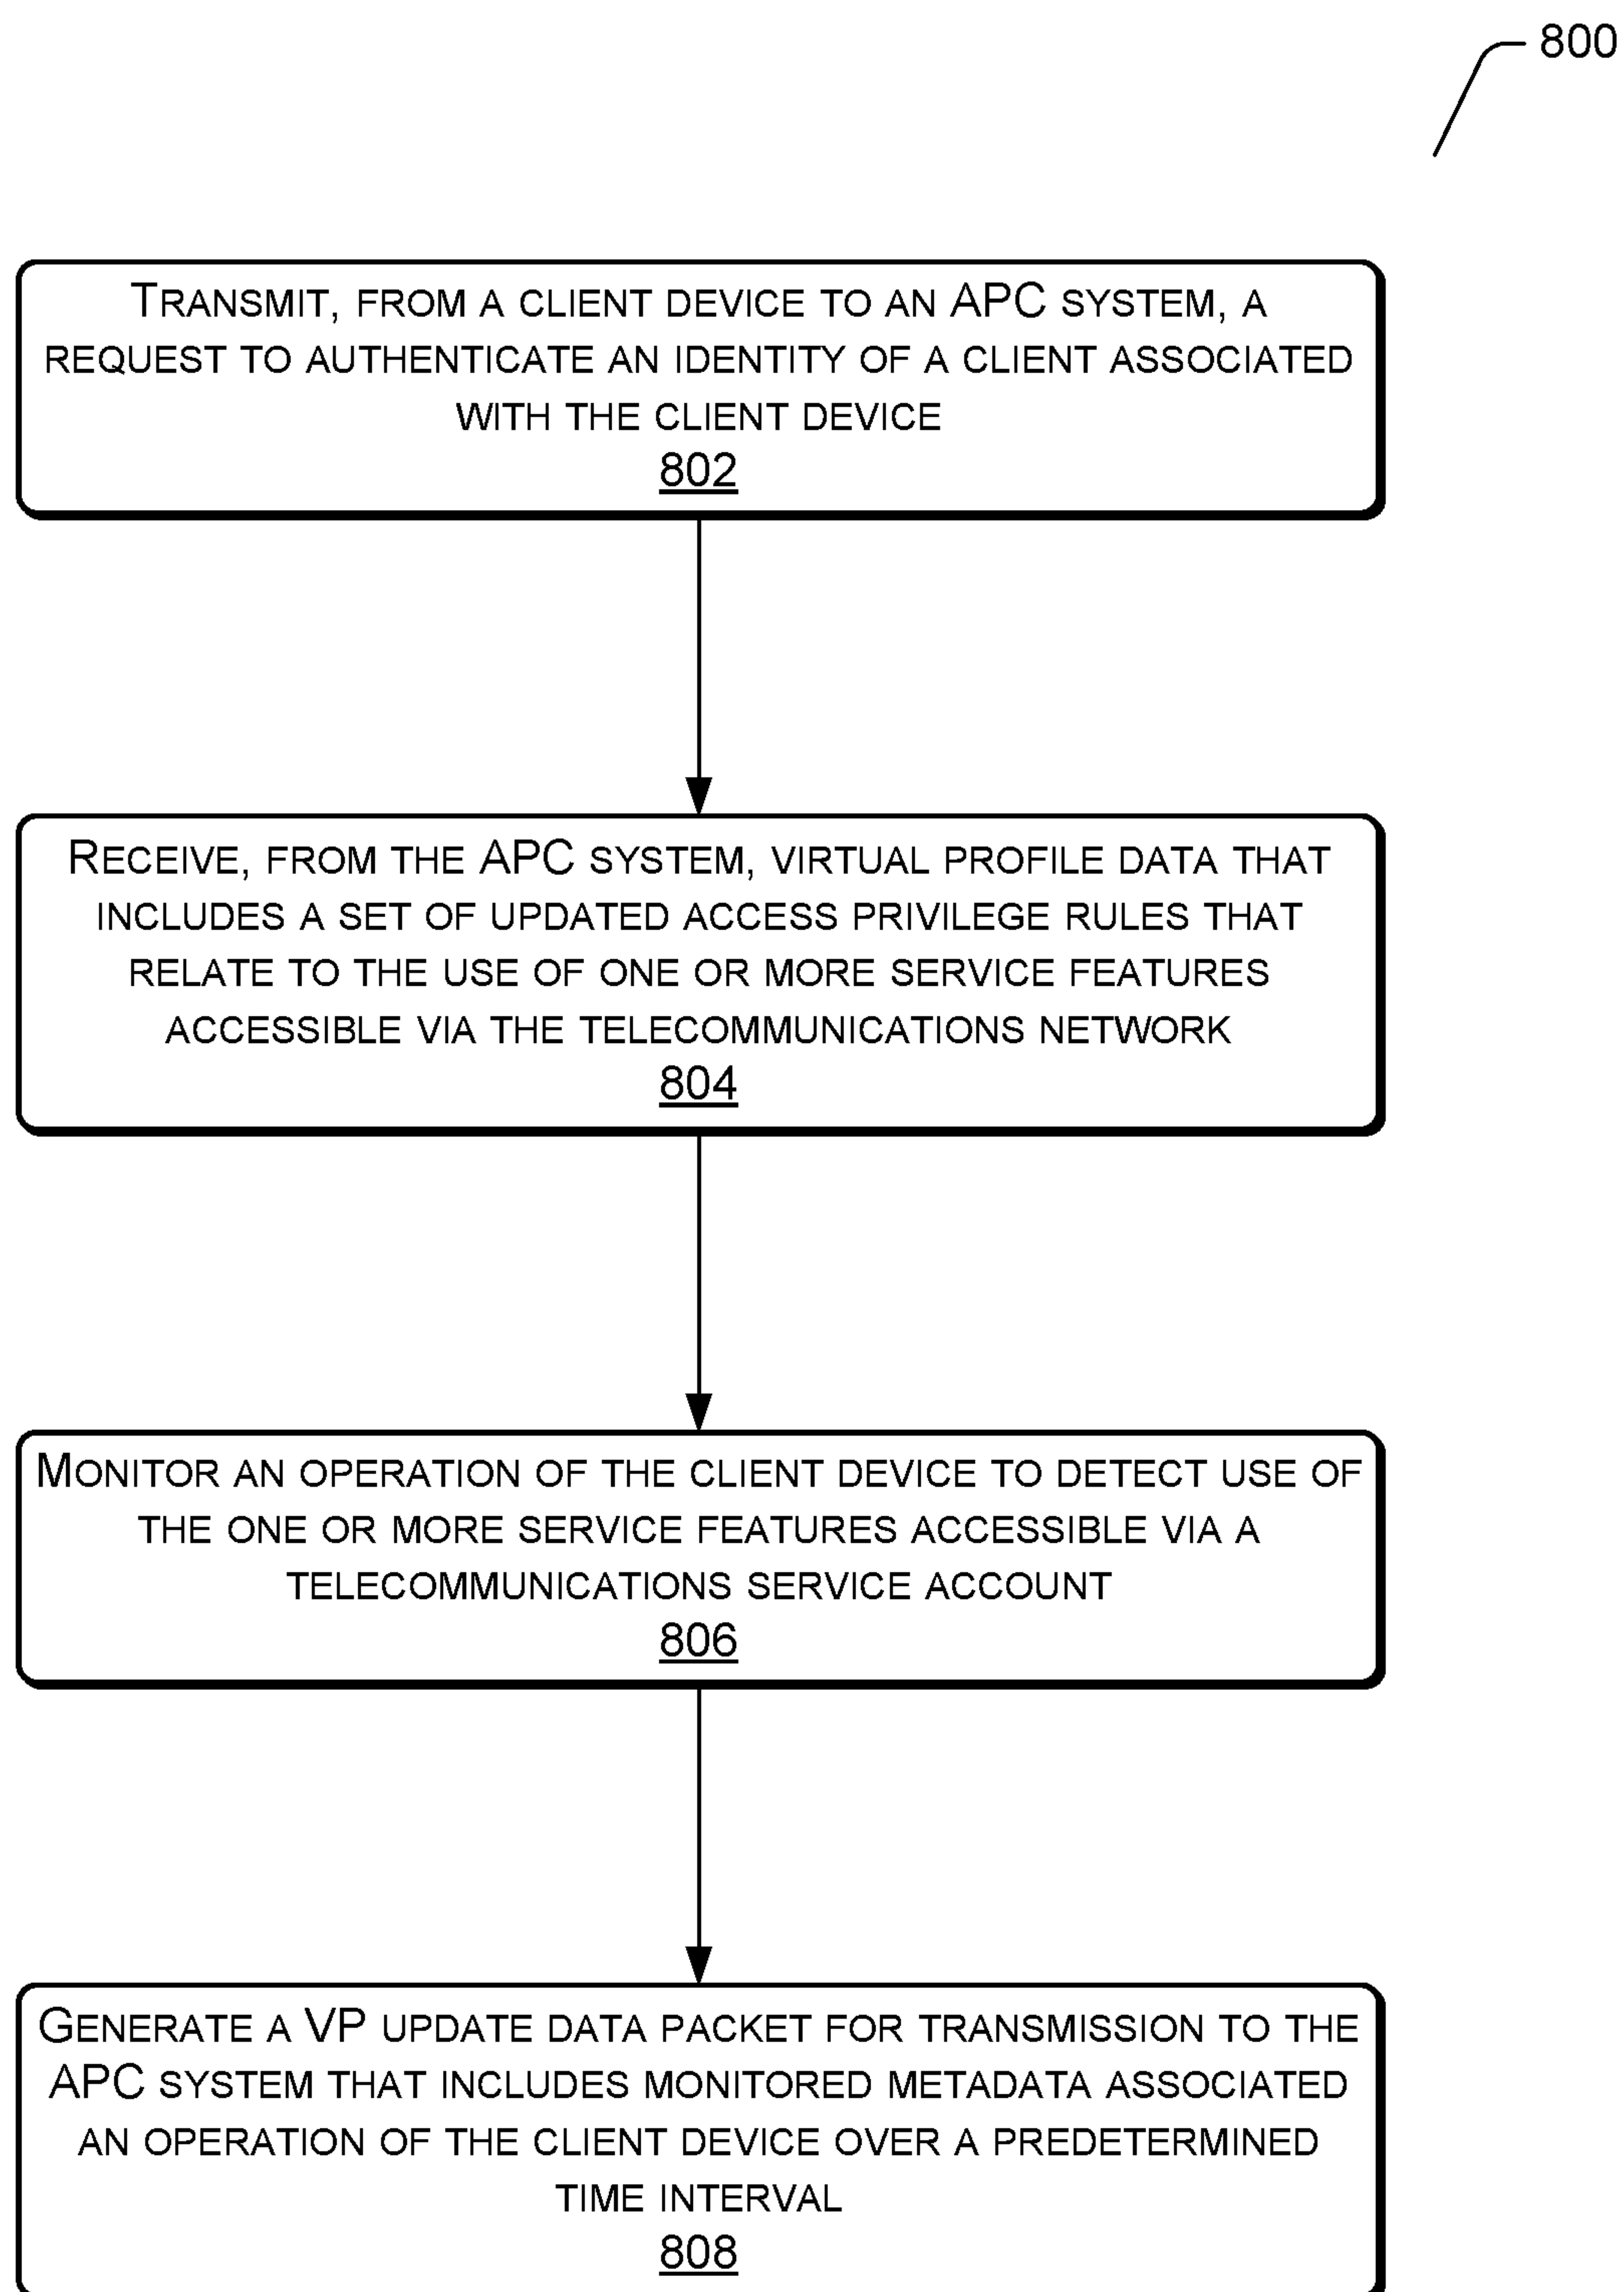 800
TRANSMIT, FROM A CLIENT DEVICE TO AN APC SYSTEM, A
REQUEST TO AUTHENTICATE AN IDENTITY OF A CLIENT ASSOCIATED
WITH THE CLIENT DEVICE
802
RECEIVE, FROM THE APC SYSTEM, VIRTUAL PROFILE DATA THAT
INCLUDES A SET OF UPDATED ACCESS PRIVILEGE RULES THAT
RELATE TO THE USE OF ONE OR MORE SERVICE FEATURES
ACCESSIBLE VIA THE TELECOMMUNICATIONS NETWORK
804
MONITOR AN OPERATION OF THE CLIENT DEVICE TO DETECT USE OF
THE ONE OR MORE SERVICE FEATURES ACCESSIBLE VIA A
TELECOMMUNICATIONS SERVICE ACCOUNT
806
GENERATE A VP UPDATE DATA PACKET FOR TRANSMISSION TO THE
APC SYSTEM THAT INCLUDES MONITORED METADATA ASSOCIATED
AN OPERATION OF THE CLIENT DEVICE OVER A PREDETERMINED
TIME INTERVAL
808